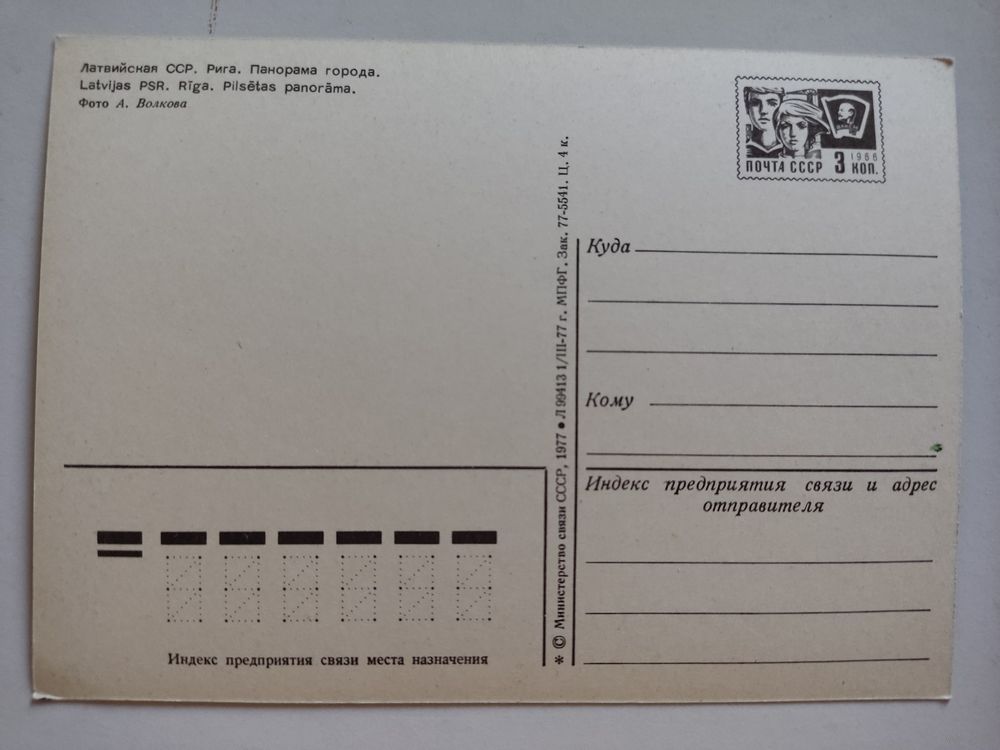 Латвийская ССР. Рига. Панорама города.
Latvijas PSR. Rīga. Pilsētas panorāma.
Фото А. Волкова
1966
ПОЧТА СССР 3 КОП.
Куда
Кому
Индекс предприятия связи и адрес
отправителя
Индекс предприятия связи места назначения
* © Министерство связи СССР, 1977 ● Л 99413 1/III-77 г. МПФГ. Зак. 77-5541. Ц. 4 к.